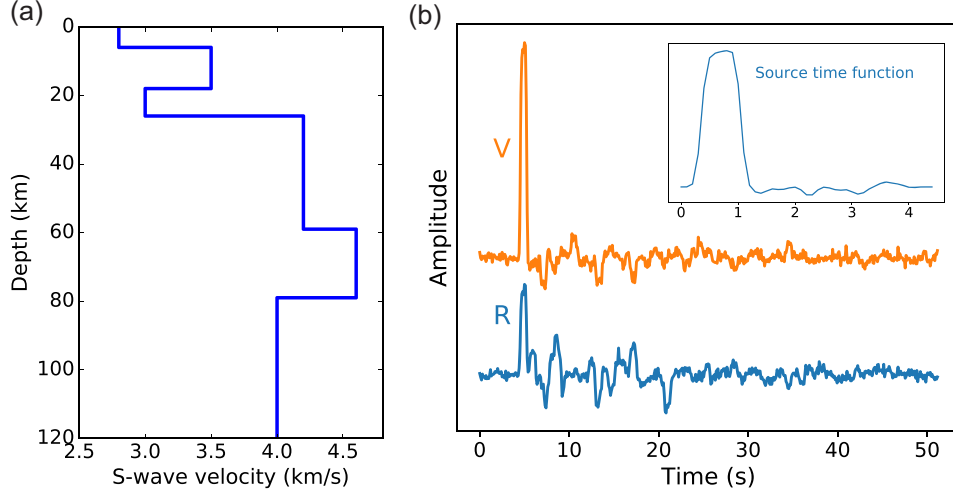 (a)
0
20
40
60
80
100
120
2.5 3.0 3.5 4.0 4.5
Depth (km)
S-wave velocity (km/s)
(b)
Source time function
0 1 2 3 4
V
R
Amplitude
0 10 20 30 40 50
Time (s)